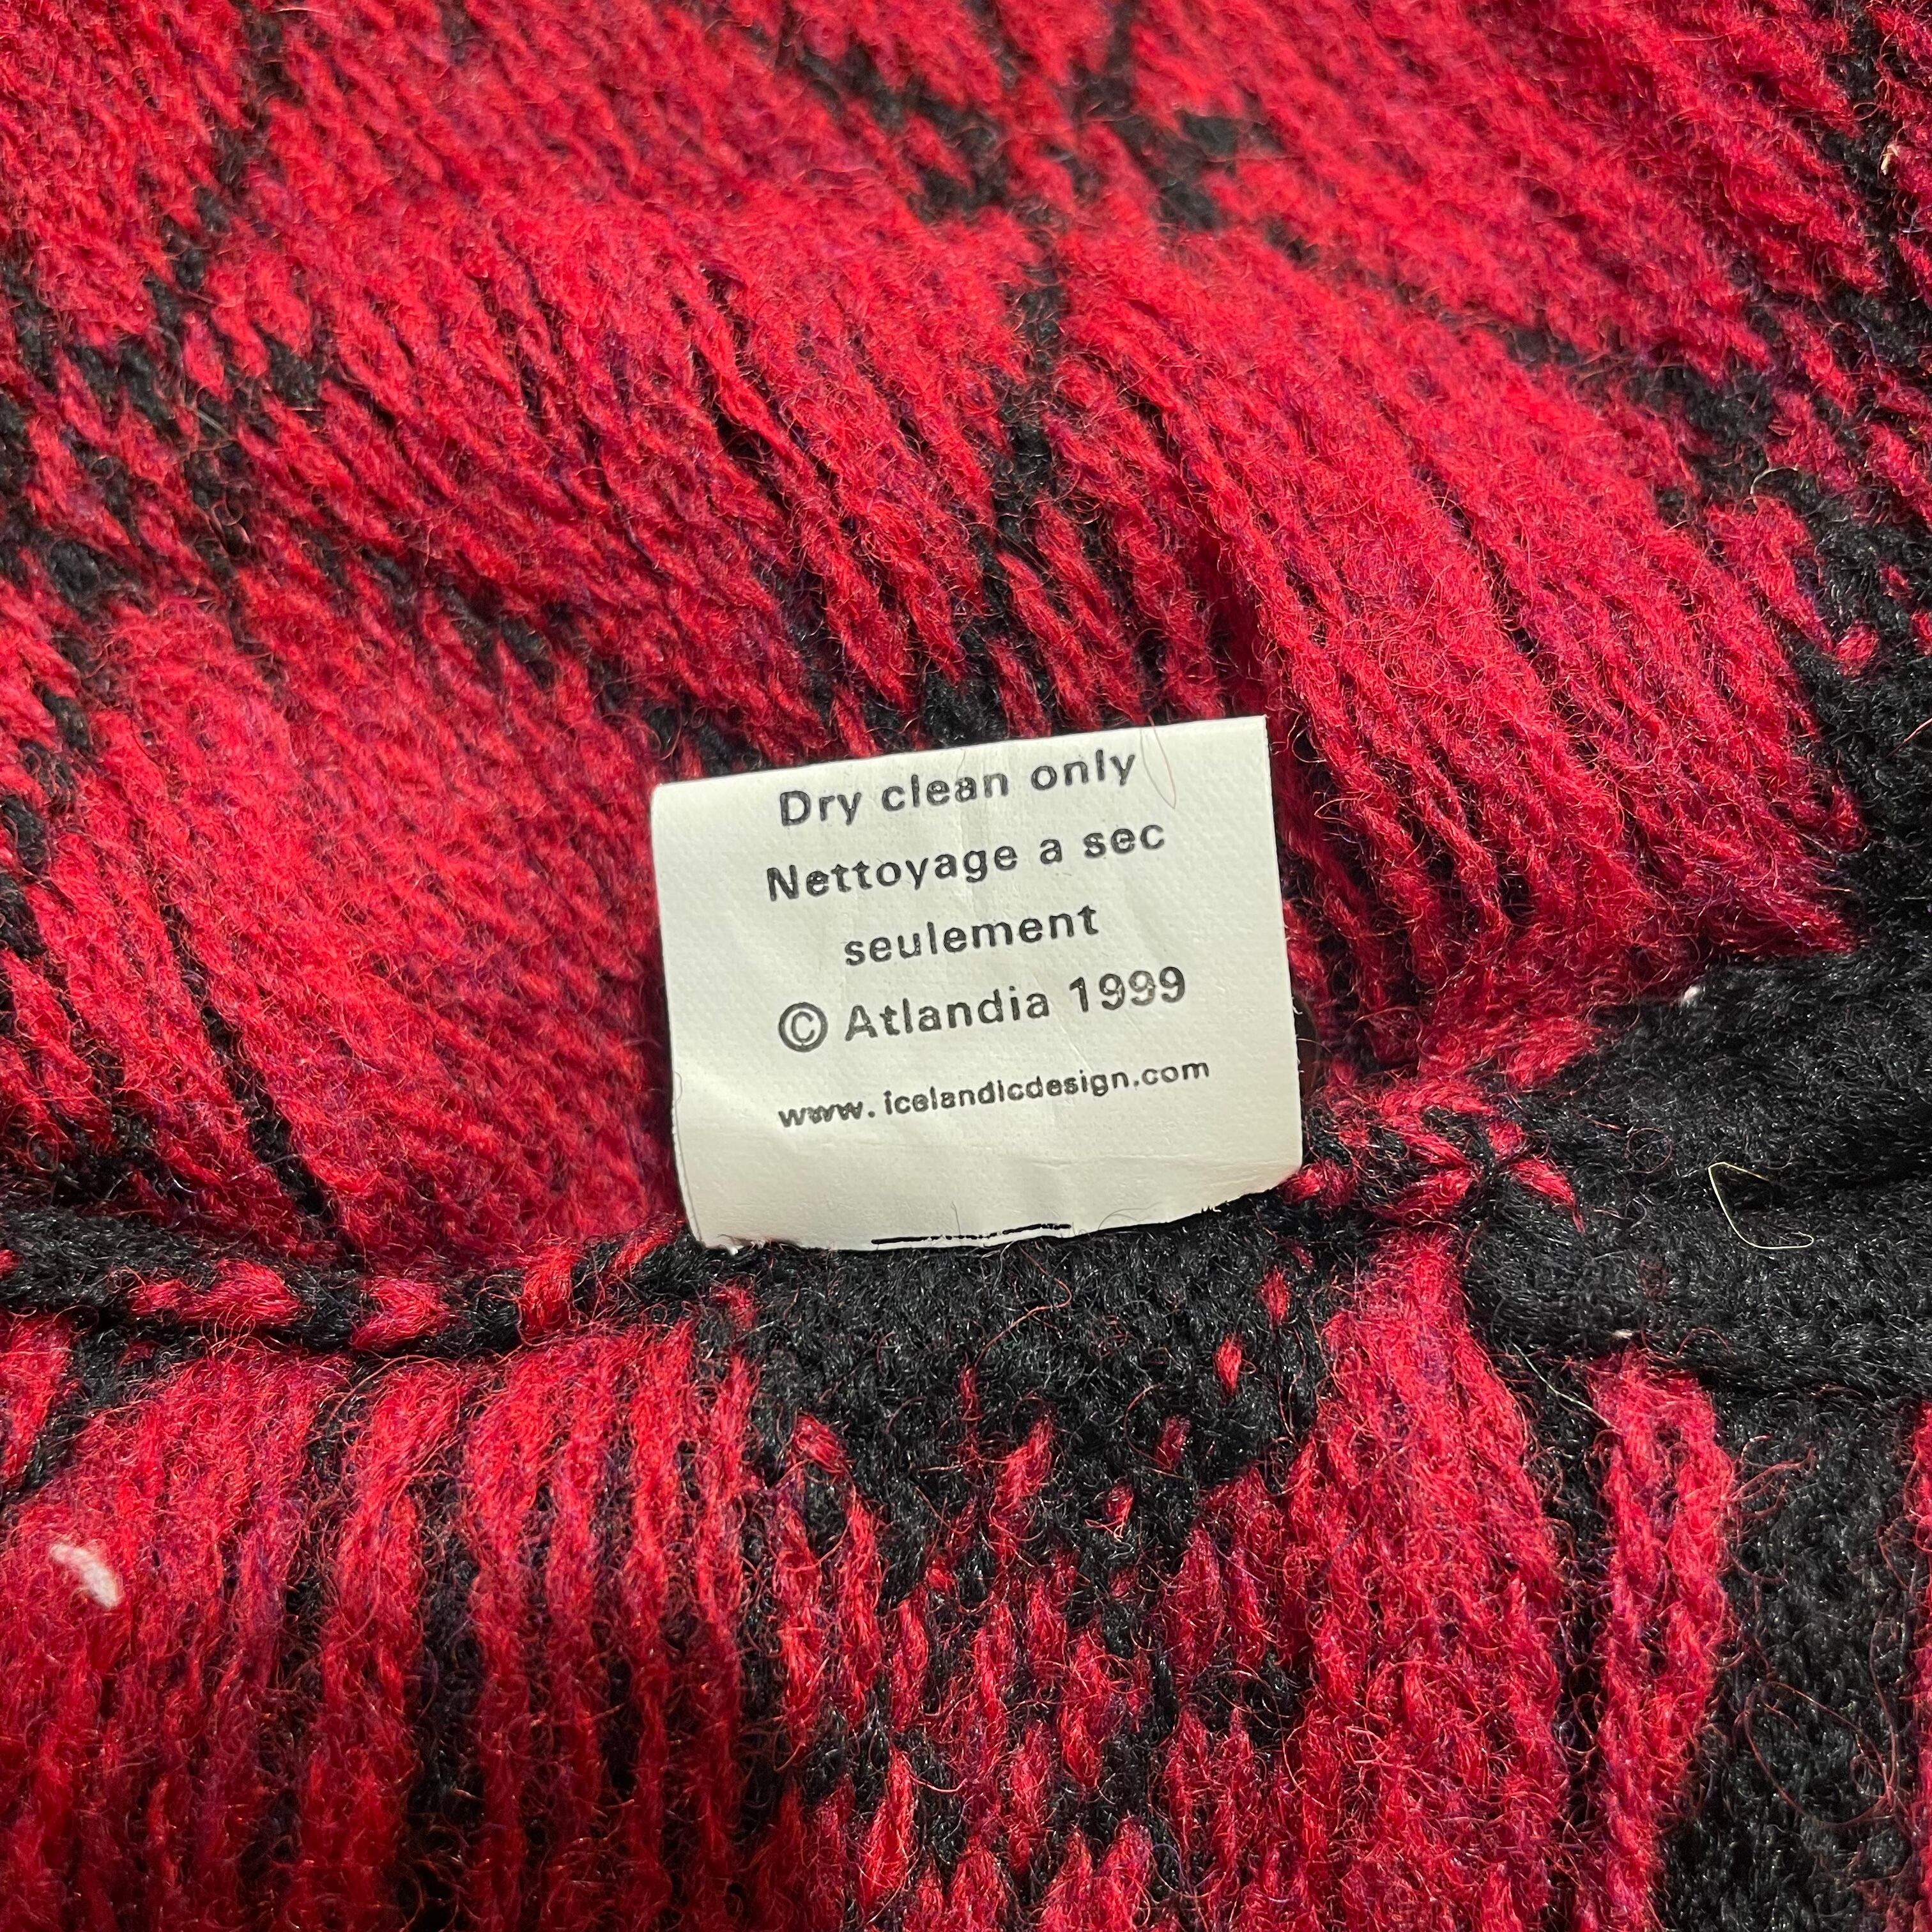 Dry clean only
Nettoyage a sec
seulement
© Atlandia 1999
www.icelandicdesign.com